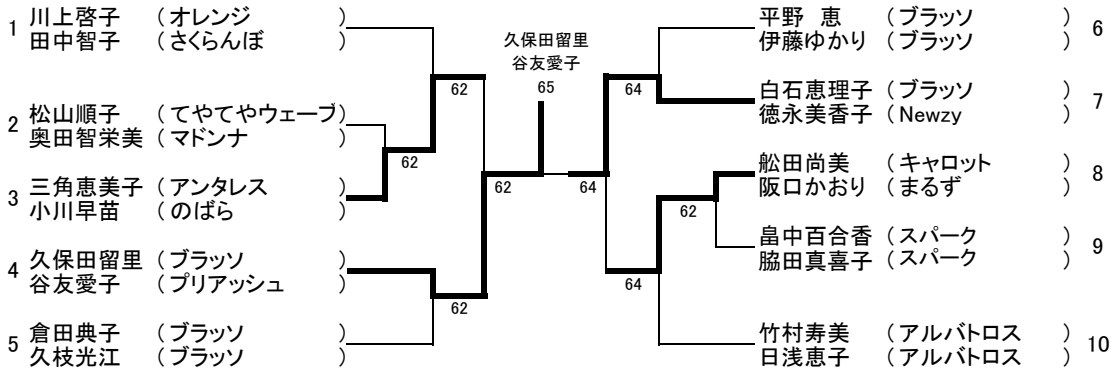 1 川上啓子 （オレンジ ）
田中智子 （さくらんぼ ）
2 松山順子 （てやてやウェーブ）
奥田智栄美 （マドンナ ）
3 三角恵美子 （アンタレス ）
小川早苗 （のばら ）
4 久保田留里 （ブラッソ ）
谷友愛子 （プリアッシュ ）
5 倉田典子 （ブラッソ ）
久枝光江 （ブラッソ ）
62
62
62
62
久保田留里
谷友愛子
65
64
64
62
64
平野 恵 （ブラッソ ） 6
伊藤ゆかり （ブラッソ ）
白石恵理子 （ブラッソ ） 7
徳永美香子 （Newzy ）
舩田尚美 （キャロット ） 8
阪口かおり （まるず ）
畠中百合香 （スパーク ） 9
脇田真喜子 （スパーク ）
竹村寿美 （アルバトロス ） 10
日浅恵子 （アルバトロス ）